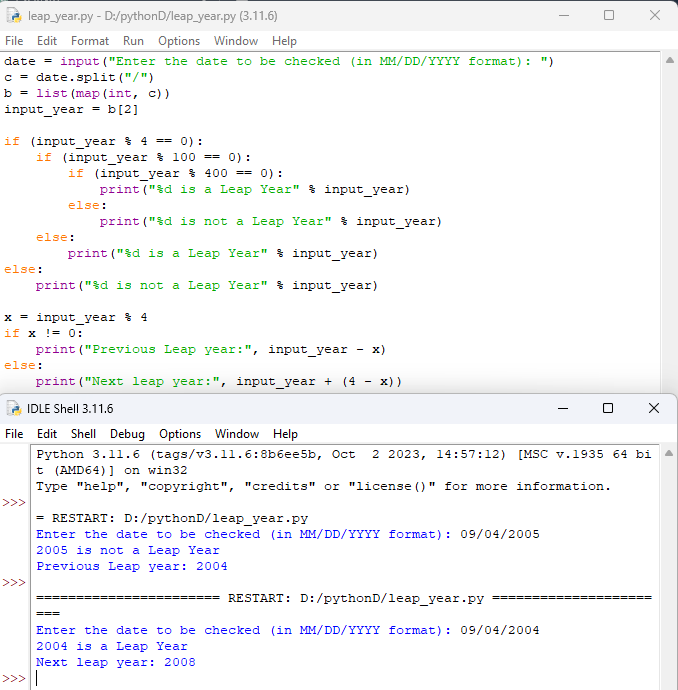 leap_year.py - D:/pythonD/leap_year.py (3.11.6)
File Edit Format Run Options Window Help
date = input("Enter the date to be checked (in MM/DD/YYYY format): ")
c = date.split("/")
b = list(map(int, c))
input_year = b[2]

if (input_year % 4 == 0):
    if (input_year % 100 == 0):
        if (input_year % 400 == 0):
            print("%d is a Leap Year" % input_year)
        else:
            print("%d is not a Leap Year" % input_year)
    else:
        print("%d is a Leap Year" % input_year)
else:
    print("%d is not a Leap Year" % input_year)

x = input_year % 4
if x != 0:
    print("Previous Leap year:", input_year - x)
else:
    print("Next leap year:", input_year + (4 - x))
IDLE Shell 3.11.6
File Edit Shell Debug Options Window Help
Python 3.11.6 (tags/v3.11.6:8b6ee5b, Oct  2 2023, 14:57:12) [MSC v.1935 64 bi
t (AMD64)] on win32
Type "help", "copyright", "credits" or "license()" for more information.
>>>
= RESTART: D:/pythonD/leap_year.py
Enter the date to be checked (in MM/DD/YYYY format): 09/04/2005
2005 is not a Leap Year
Previous Leap year: 2004
>>>
======================= RESTART: D:/pythonD/leap_year.py ====================
===
Enter the date to be checked (in MM/DD/YYYY format): 09/04/2004
2004 is a Leap Year
Next leap year: 2008
>>>